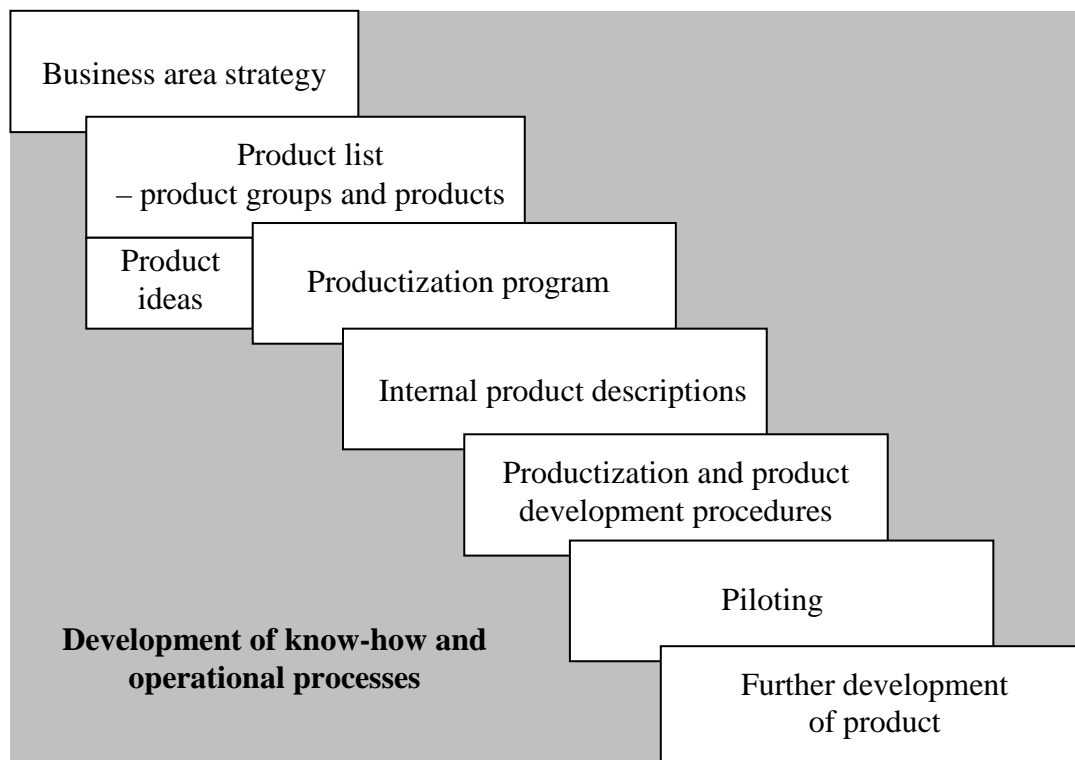 Business area strategy
Product list
– product groups and products
Product
ideas
Productization program
Internal product descriptions
Productization and product
development procedures
Piloting
Development of know-how and
operational processes
Further development
of product